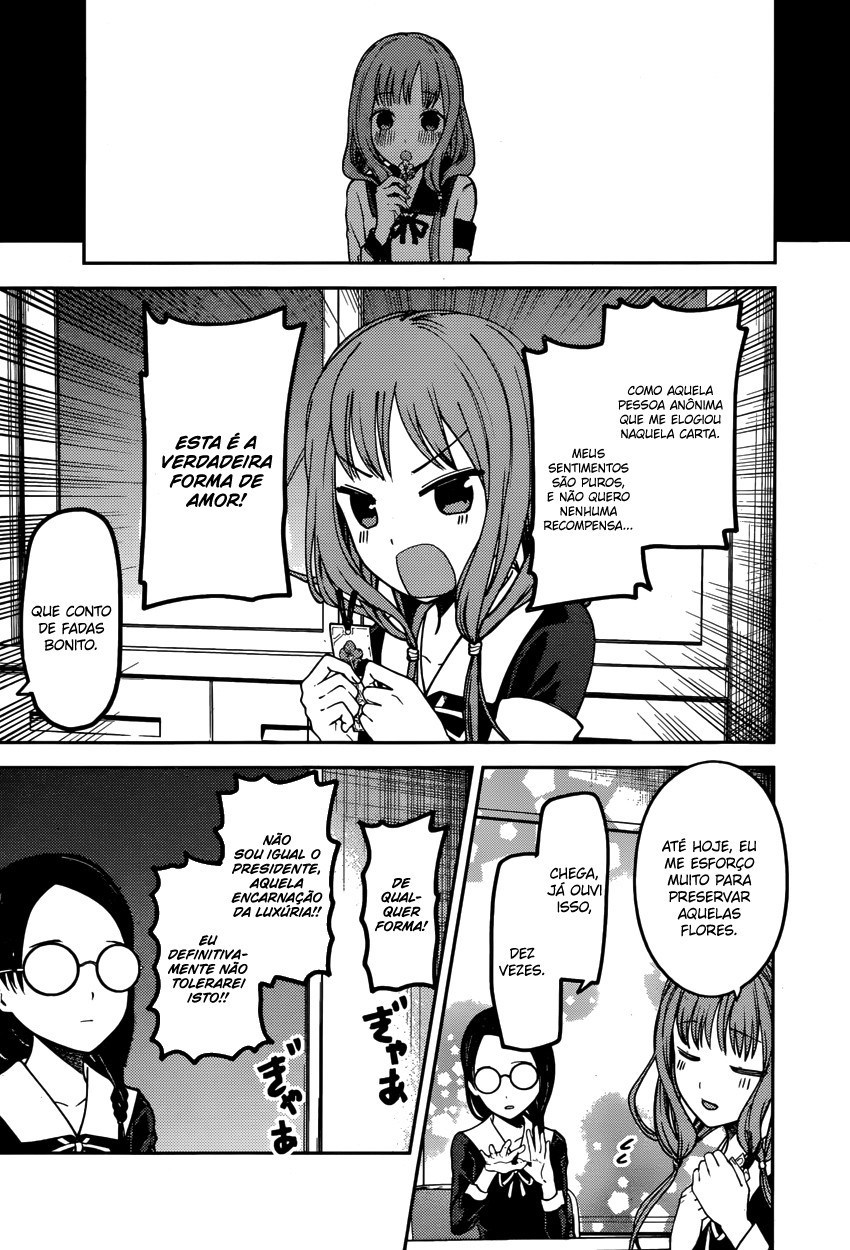 COMO AQUELA
PESSOA ANÔNIMA
QUE ME ELOGIOU
NAQUELA CARTA.
MEUS
SENTIMENTOS
SÃO PUROS,
E NÃO QUERO
NENHUMA
RECOMPENSA...
ESTA É A
VERDADEIRA
FORMA DE
AMOR!
QUE CONTO
DE FADAS
BONITO.
ATÉ HOJE, EU
ME ESFORÇO
MUITO PARA
PRESERVAR
AQUELAS
FLORES.
CHEGA,
JÁ OUVI
ISSO,
DEZ
VEZES.
DE
QUAL-
QUER
FORMA!
NÃO
SOU IGUAL O
PRESIDENTE,
AQUELA
ENCARNAÇÃO
DA LUXÚRIA!!
EU
DEFINITIVA-
MENTE NÃO
TOLERAREI
ISTO!!
ぎゃあ
ぎゃあ